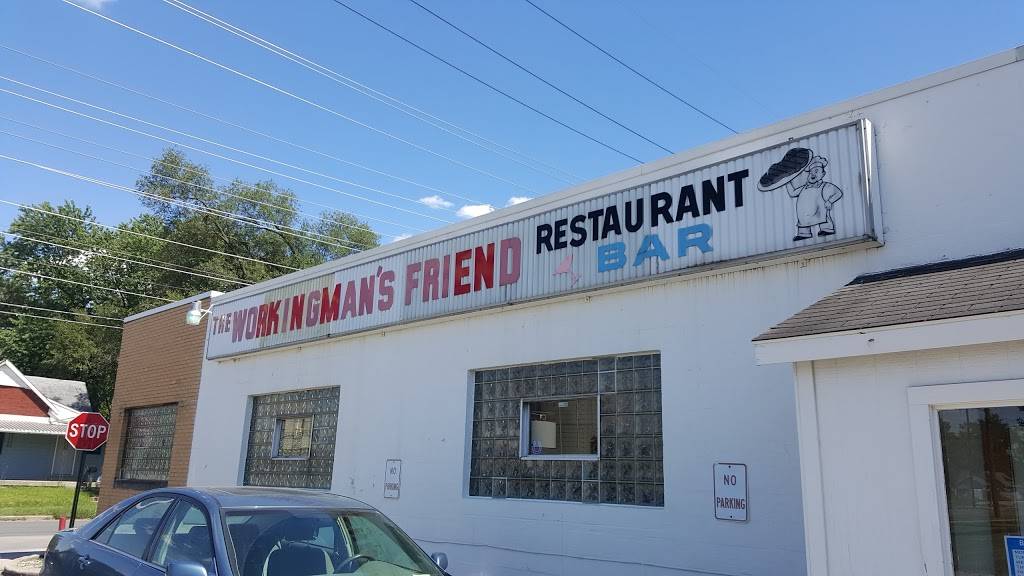 THE WORKINGMAN'S FRIEND RESTAURANT
BAR
STOP
NO
PARKING
NO
PARKING